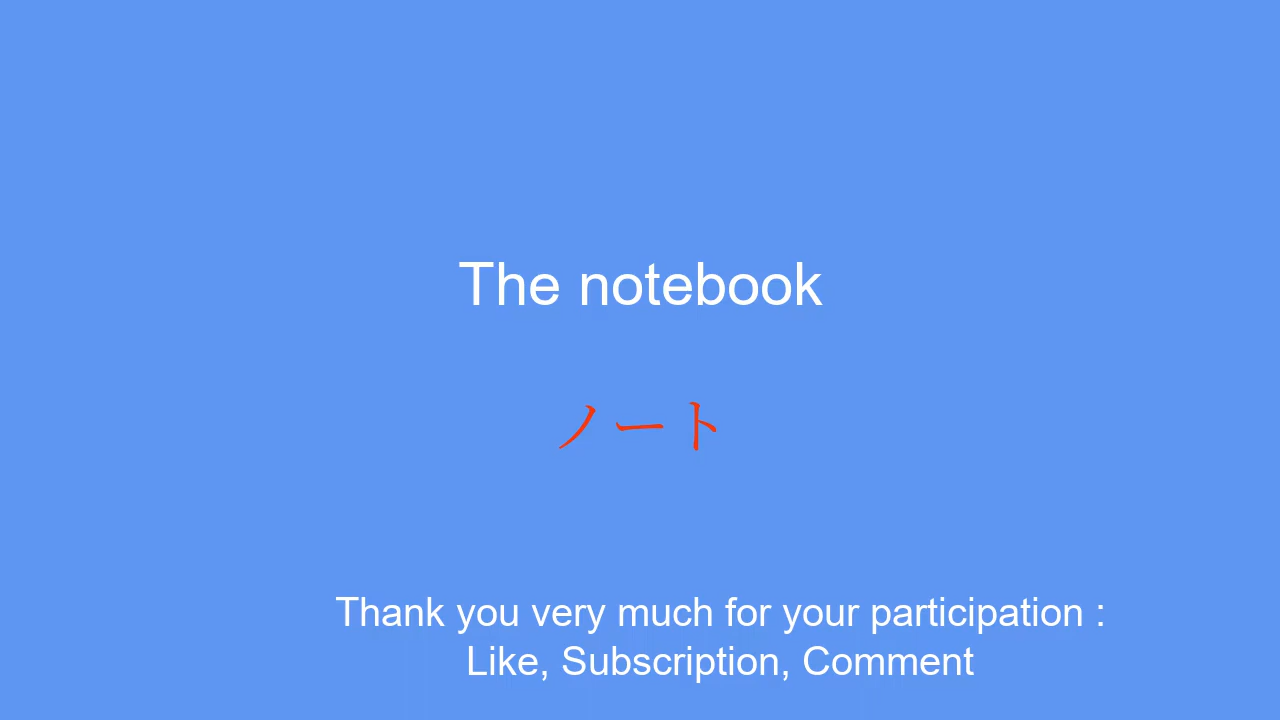 The notebook
ノート
Thank you very much for your participation :
Like, Subscription, Comment